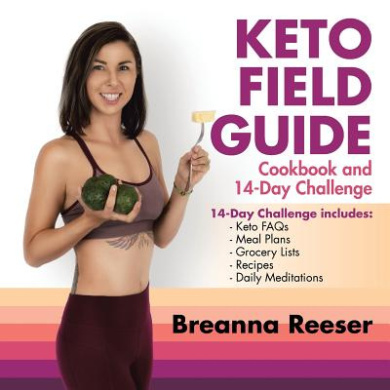 KETO
FIELD
GUIDE
Cookbook and
14-Day Challenge
14-Day Challenge includes:
- Keto FAQs
- Meal Plans
- Grocery Lists
- Recipes
- Daily Meditations
Breanna Reeser